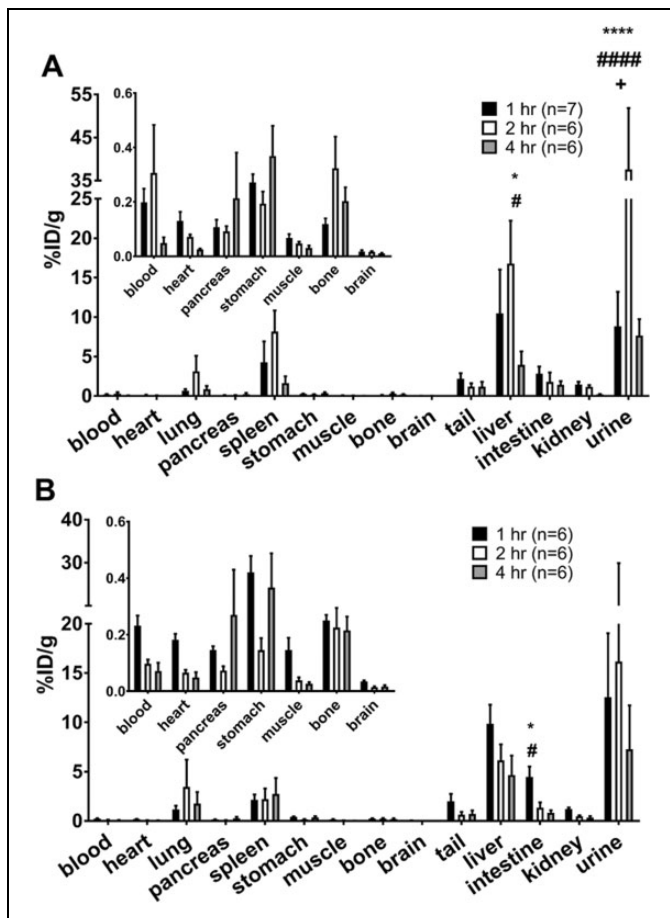 A
****
####
+
1 hr (n=7)
2 hr (n=6)
4 hr (n=6)
*
#
%ID/g
55
45
35
25
20
15
10
5
0
0.6
0.4
0.2
0.0
blood heart pancreas stomach muscle bone brain
blood heart lung pancreas spleen stomach muscle bone brain tail liver intestine kidney urine
B
1 hr (n=6)
2 hr (n=6)
4 hr (n=6)
*
#
%ID/g
40
30
20
15
10
5
0
0.6
0.4
0.2
0.0
blood heart pancreas stomach muscle bone brain
blood heart lung pancreas spleen stomach muscle bone brain tail liver intestine kidney urine